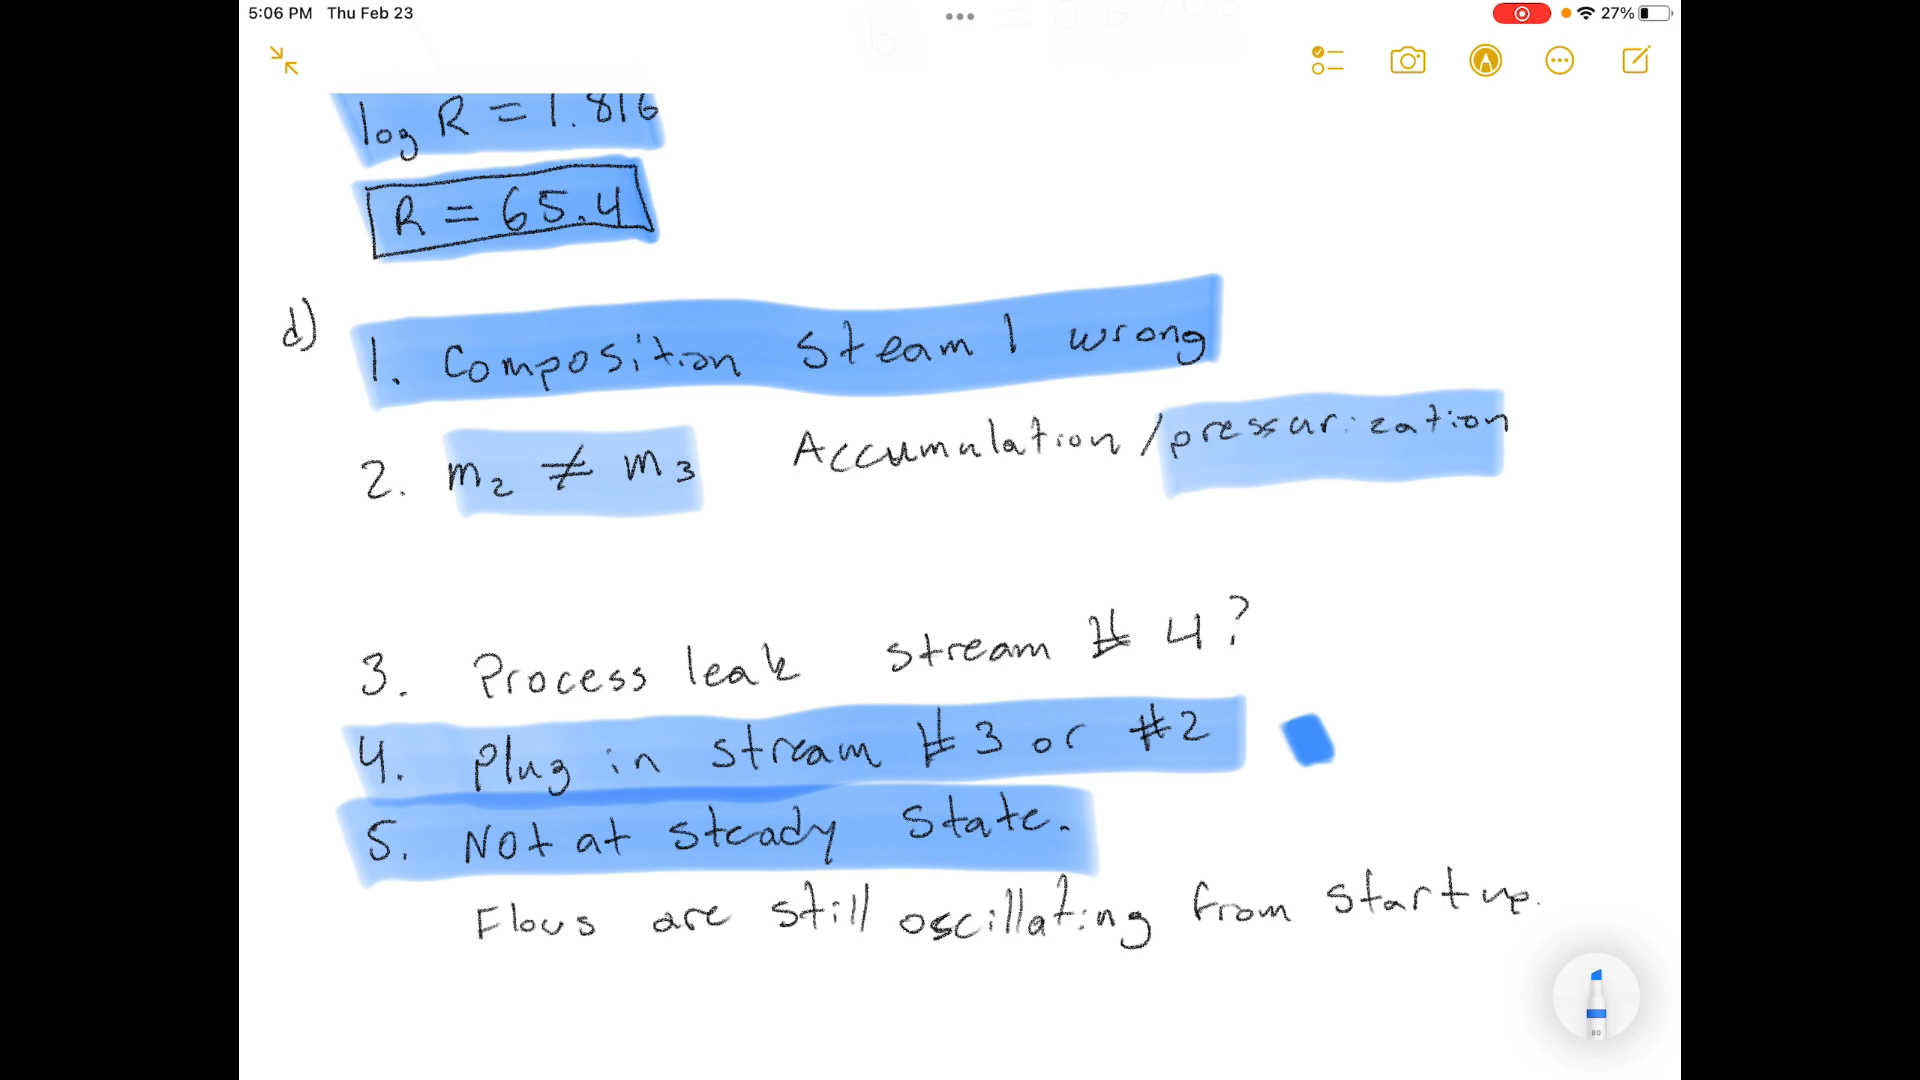 5:06 PM Thu Feb 23
27%
log R = 1.816
R = 65.4
d)
1. Composition steam 1 wrong
2. m₂ ≠ m₃ Accumulation / pressurization
3. Process leak stream # 4?
4. Plug in stream #3 or #2
5. Not at steady state.
Flows are still oscillating from startup.
80